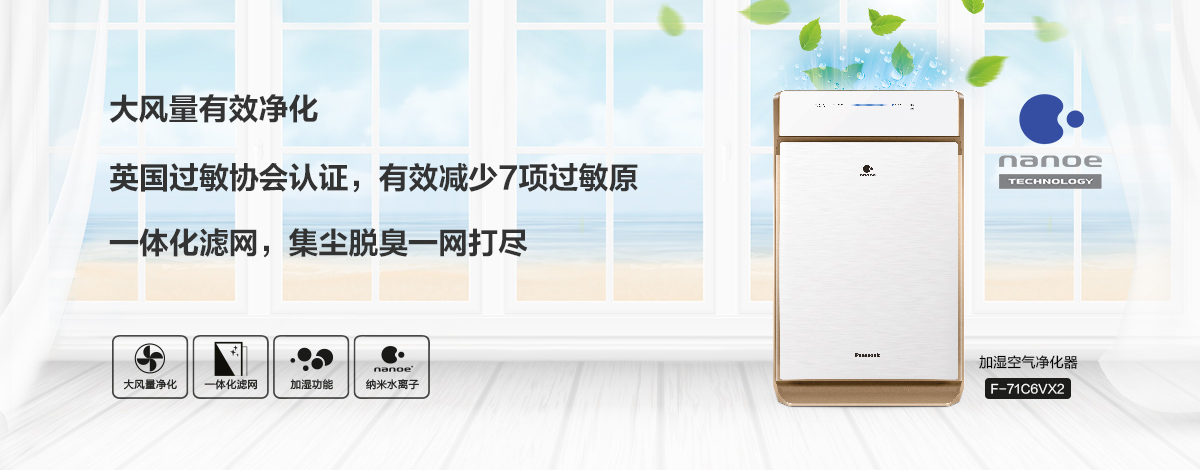 大风量有效净化
英国过敏协会认证，有效减少7项过敏原
一体化滤网，集尘脱臭一网打尽
大风量净化
一体化滤网
加湿功能
nanoe
纳米水离子
nanoe
Panasonic
nanoe
TECHNOLOGY
加湿空气净化器
F-71C6VX2